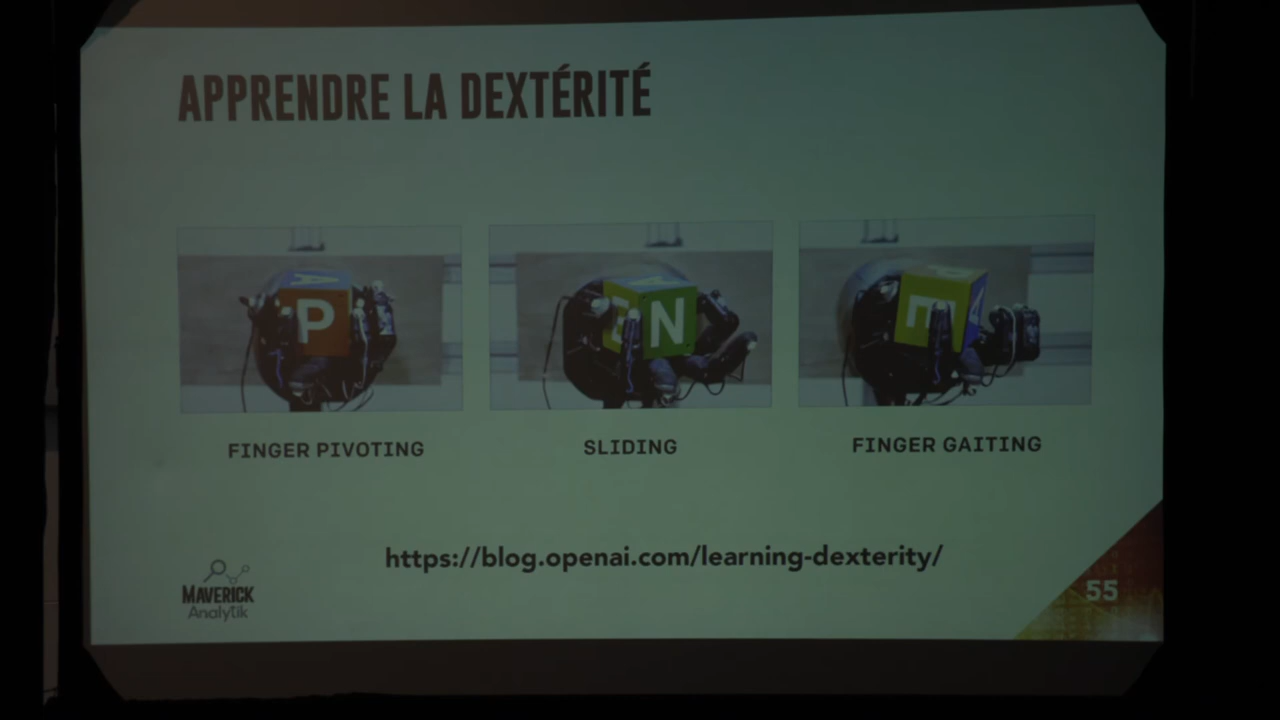 APPRENDRE LA DEXTÉRITÉ
P
N
E
FINGER PIVOTING
SLIDING
FINGER GAITING
https://blog.openai.com/learning-dexterity/
MAVERICK
Analytik
55